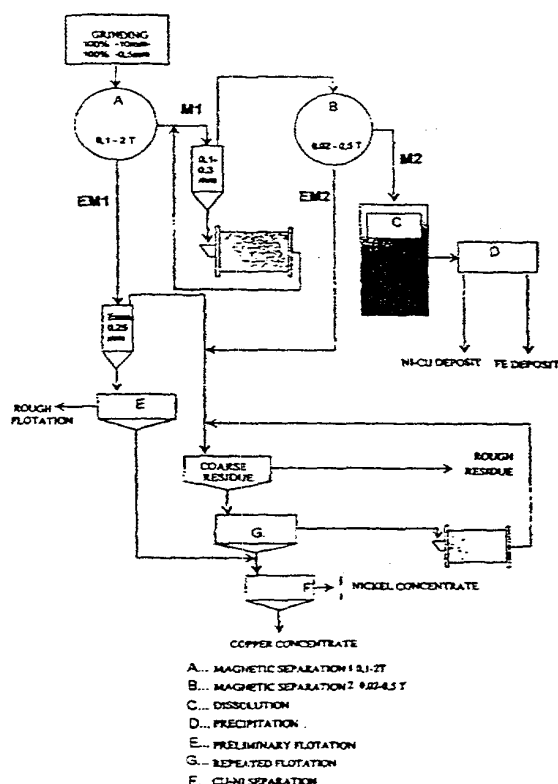 GRINDING
100% -10mm-
100% -0,5mm
A
0,1-2 T
M1
B
0,02-0,5 T
M2
0,1-
0,3
mm
EM1
EM2
C
D
0,25
mm
NI-CU DEPOSIT
FE DEPOSIT
E
ROUGH
FLOTATION
COARSE
RESIDUE
ROUGH
RESIDUE
G.
F
NICKEL CONCENTRATE
COPPER CONCENTRATE
A... MAGNETIC SEPARATION 1 0,1-2T
B... MAGNETIC SEPARATION 2 0,02-0,5 T
C... DISSOLUTION
D... PRECIPITATION
E... PRELIMINARY FLOTATION
G... REPEATED FLOTATION
F CU-NI SEPARATION